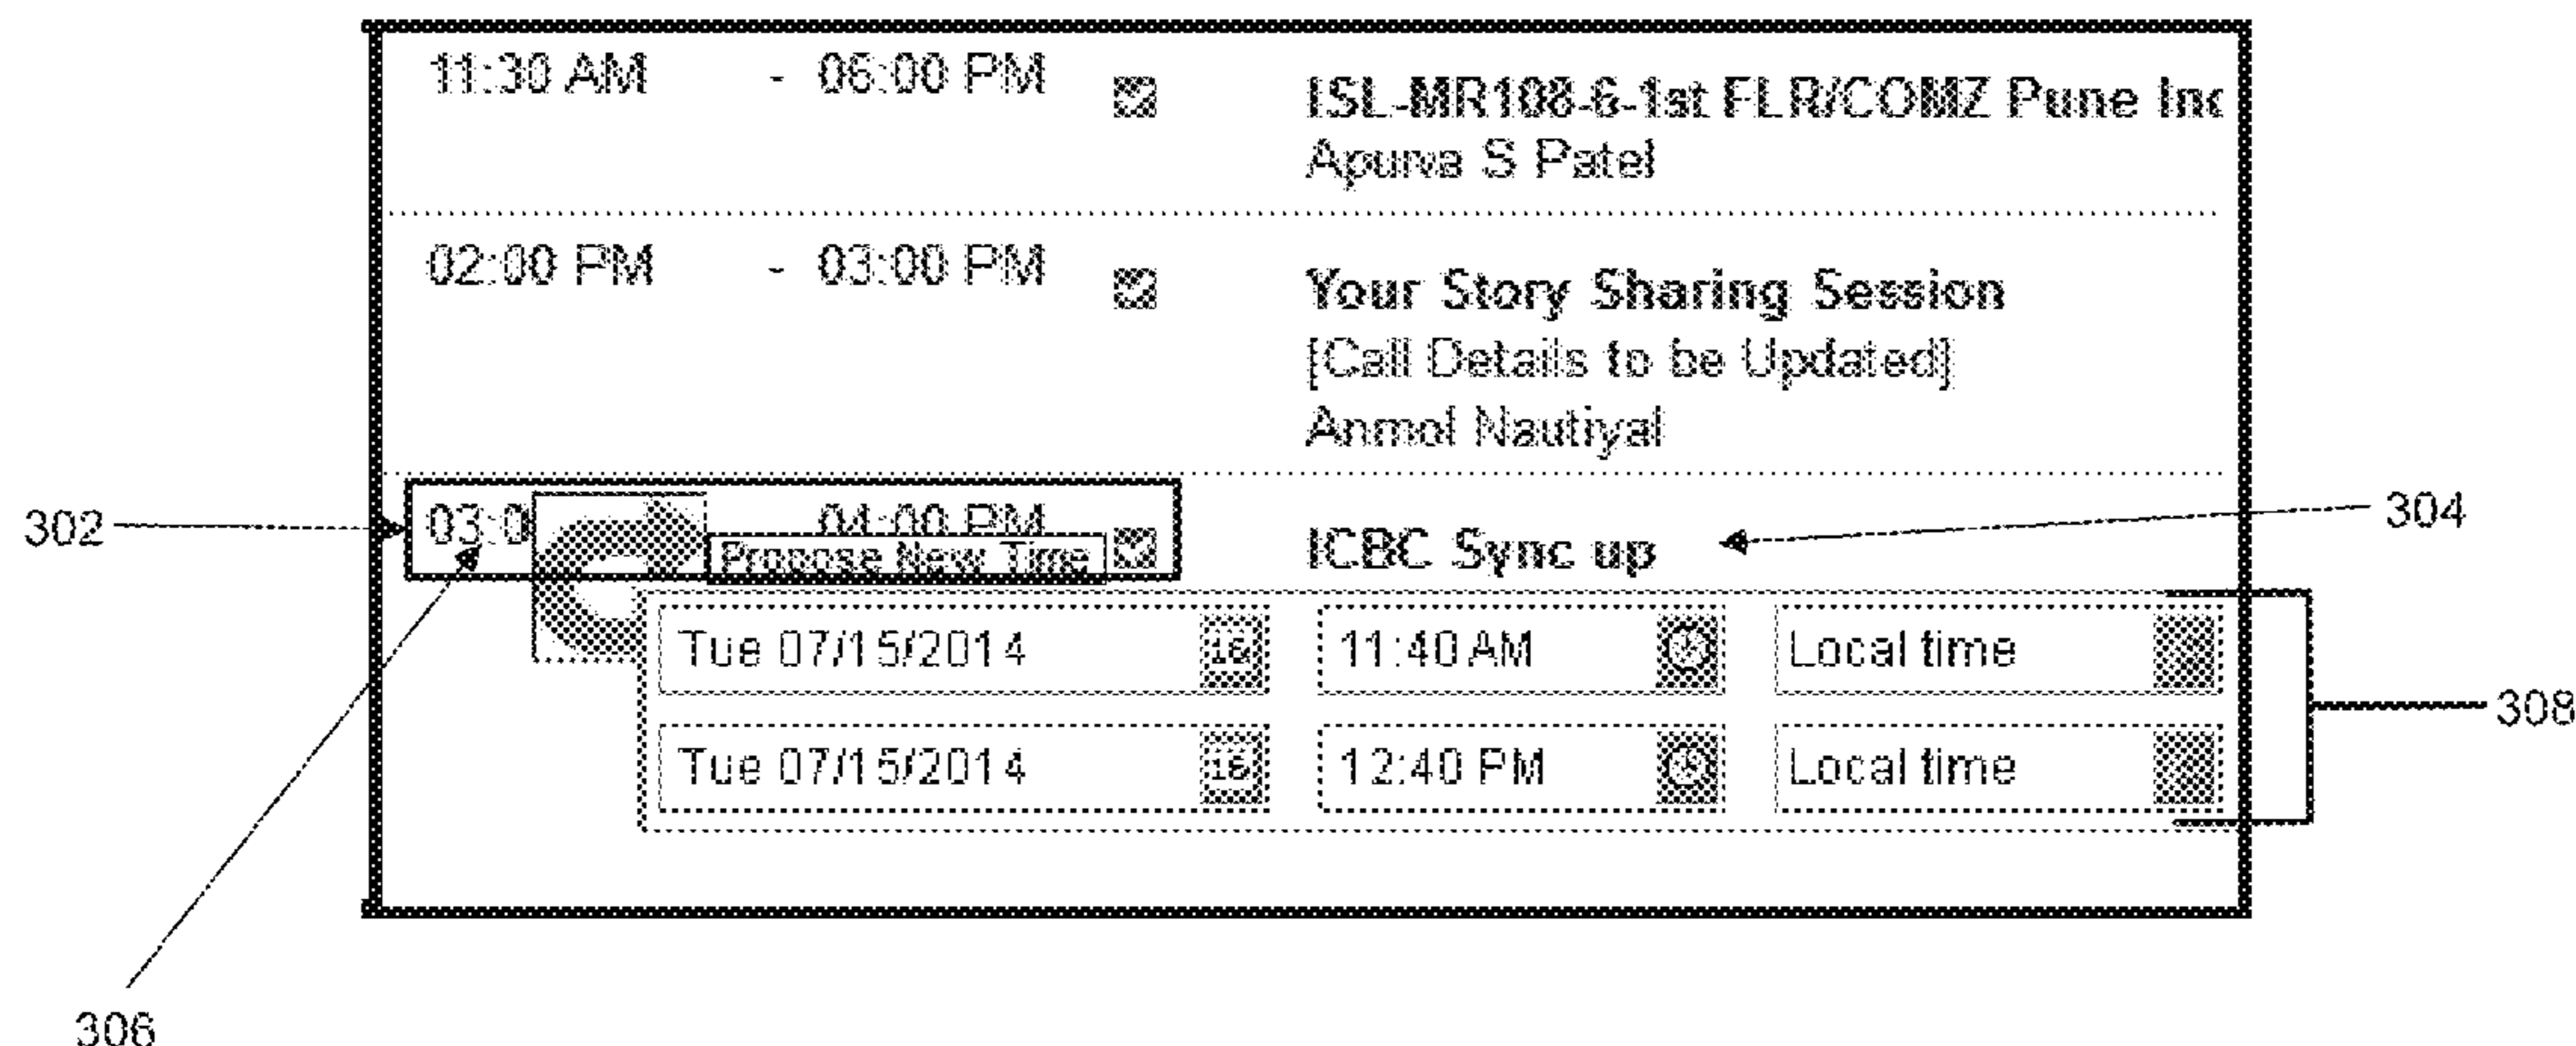 11:30 AM - 06:00 PM ISL-MR108-6-1st FLR/COMZ Pune Inc
Apurva S Patel
02:00 PM - 03:00 PM Your Story Sharing Session
[Call Details to be Updated]
Anmol Nautiyal
302 03:0 04:00 PM ICBC Sync up 304
Propose New Time
Tue 07/15/2014 16 11:40 AM Local time
308
Tue 07/15/2014 16 12:40 PM Local time
306